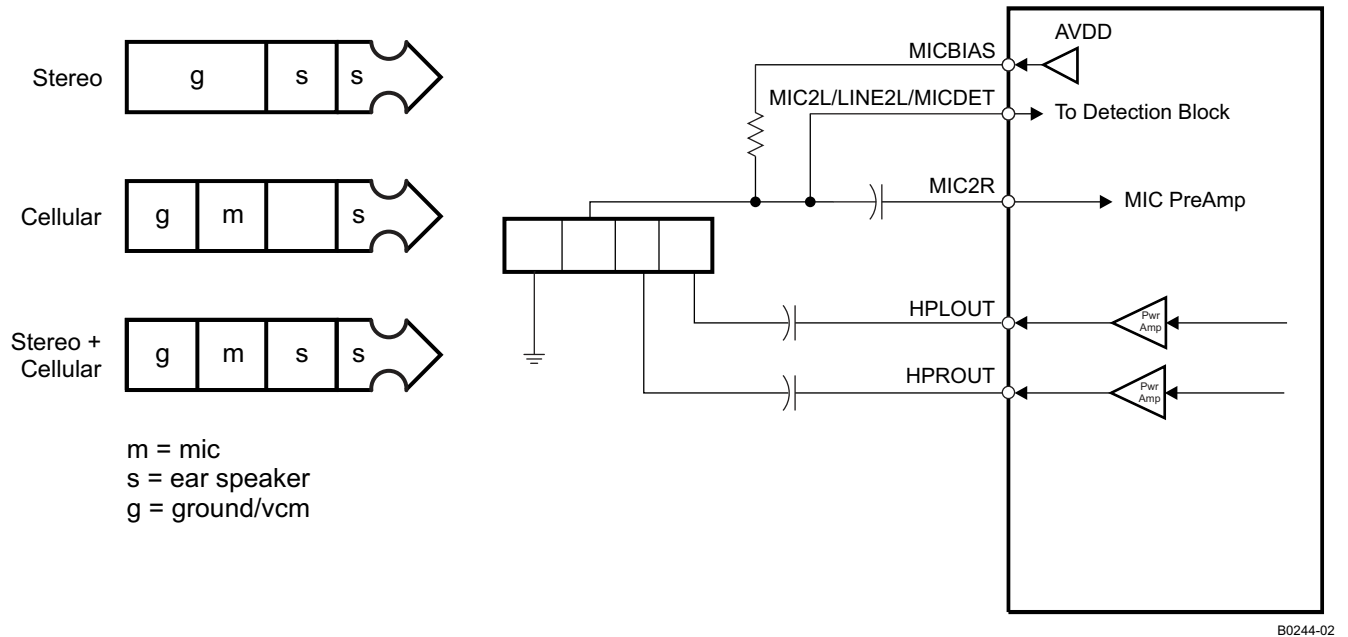 Stereo
g
s
s
Cellular
g
m
s
Stereo +
Cellular
g
m
s
s
m = mic
s = ear speaker
g = ground/vcm
MICBIAS
AVDD
MIC2L/LINE2L/MICDET
To Detection Block
MIC2R
MIC PreAmp
HPLOUT
Pwr
Amp
HPROUT
Pwr
Amp
B0244-02